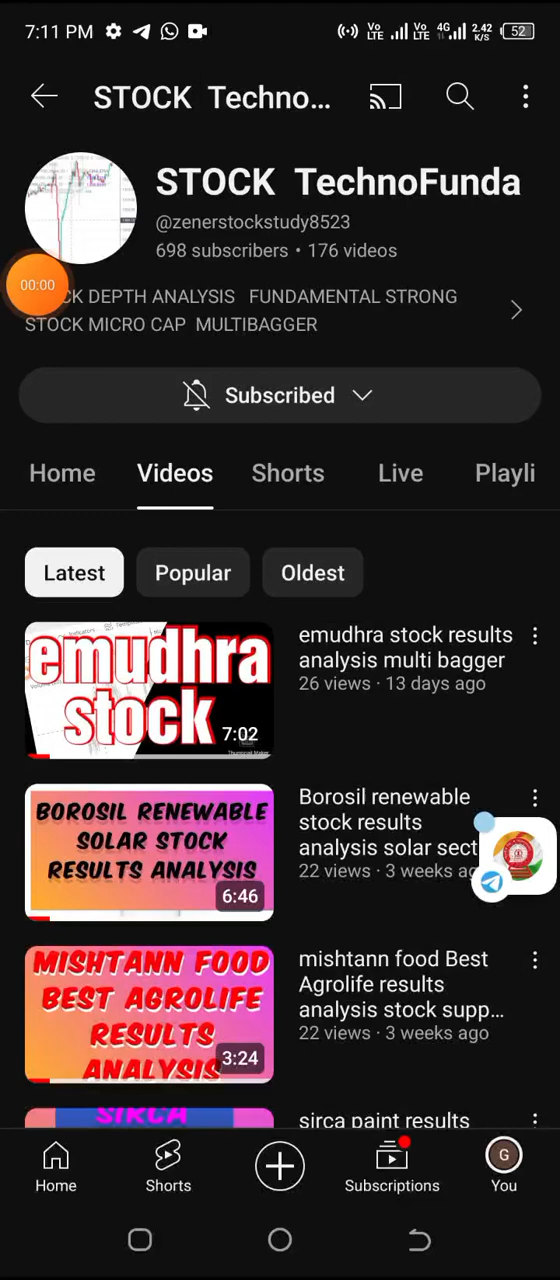 7:11 PM
Vo LTE Vo LTE 4G 2.42 K/S 52
STOCK Techno...
STOCK TechnoFunda
@zenerstockstudy8523
698 subscribers • 176 videos
00:00
CK DEPTH ANALYSIS FUNDAMENTAL STRONG
STOCK MICRO CAP MULTIBAGGER
Subscribed
Home Videos Shorts Live Playli
Latest Popular Oldest
emudhra
stock
7:02
Thumbnail Maker
emudhra stock results
analysis multi bagger
26 views · 13 days ago
BOROSIL RENEWABLE
SOLAR STOCK
RESULTS ANALYSIS
6:46
Borosil renewable
stock results
analysis solar sect
22 views · 3 weeks ag
MISHTANN FOOD
BEST AGROLIFE
RESULTS
ANALYSIS
3:24
mishtann food Best
Agrolife results
analysis stock supp...
22 views · 3 weeks ago
SIRCA
sirca paint results
Home Shorts Subscriptions G You